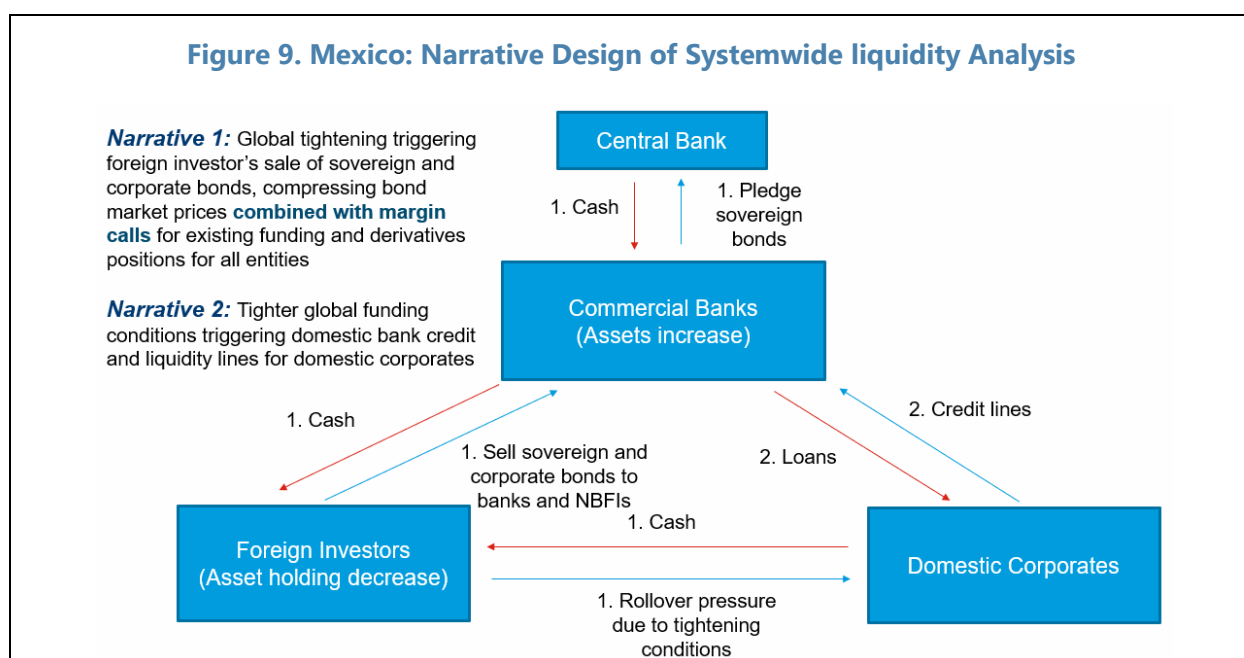 Figure 9. Mexico: Narrative Design of Systemwide liquidity Analysis
Narrative 1: Global tightening triggering
foreign investor's sale of sovereign and
corporate bonds, compressing bond
market prices combined with margin
calls for existing funding and derivatives
positions for all entities
Narrative 2: Tighter global funding
conditions triggering domestic bank credit
and liquidity lines for domestic corporates
Central Bank
1. Cash
1. Pledge
sovereign
bonds
Commercial Banks
(Assets increase)
1. Cash
1. Sell sovereign and
corporate bonds to
banks and NBFIs
2. Loans
2. Credit lines
Foreign Investors
(Asset holding decrease)
1. Cash
1. Rollover pressure
due to tightening
conditions
Domestic Corporates